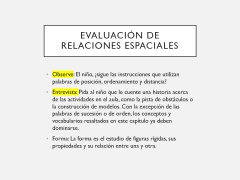 EVALUACIÓN DE
RELACIONES ESPACIALES
• Observe: El niño, ¿sigue las instrucciones que utilizan
palabras de posición, ordenamiento y distancia?
• Entrevista: Pida al niño que le cuente una historia acerca
de las actividades en el aula, como la pista de obstáculos o
la construcción de modelos. Con la excepción de las
palabras de sucesión o de orden, los conceptos y
vocabularios resaltados en este capítulo ya deben
dominarse.
• Forma: La forma es el estudio de figuras rígidas, sus
propiedades y su relación entre una y otra.